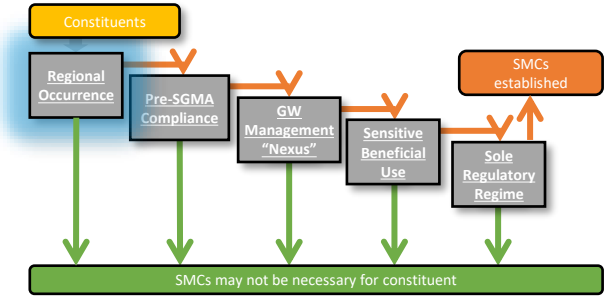 Constituents
Regional
Occurrence
Pre-SGMA
Compliance
GW
Management
“Nexus”
Sensitive
Beneficial
Use
Sole
Regulatory
Regime
SMCs
established
SMCs may not be necessary for constituent